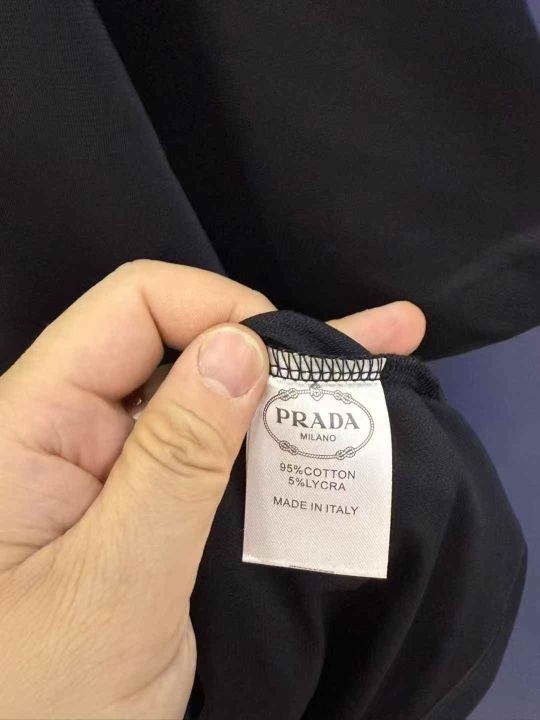 PRADA
MILANO
95%COTTON
5%LYCRA
MADE IN ITALY